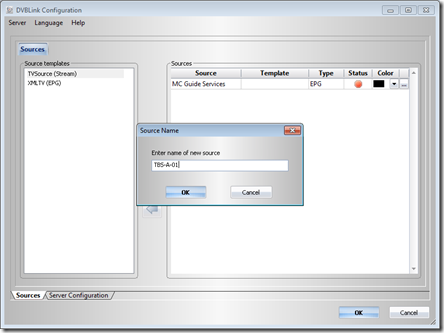 DVBLink Configuration
Server Language Help
Sources
Source templates
TVSource (Stream)
XMLTV (EPG)
Sources
Source Template Type Status Color
MC Guide Services EPG ...
Source Name
Enter name of new source
TBS-A-01
OK Cancel
Sources Server Configuration
OK Cancel